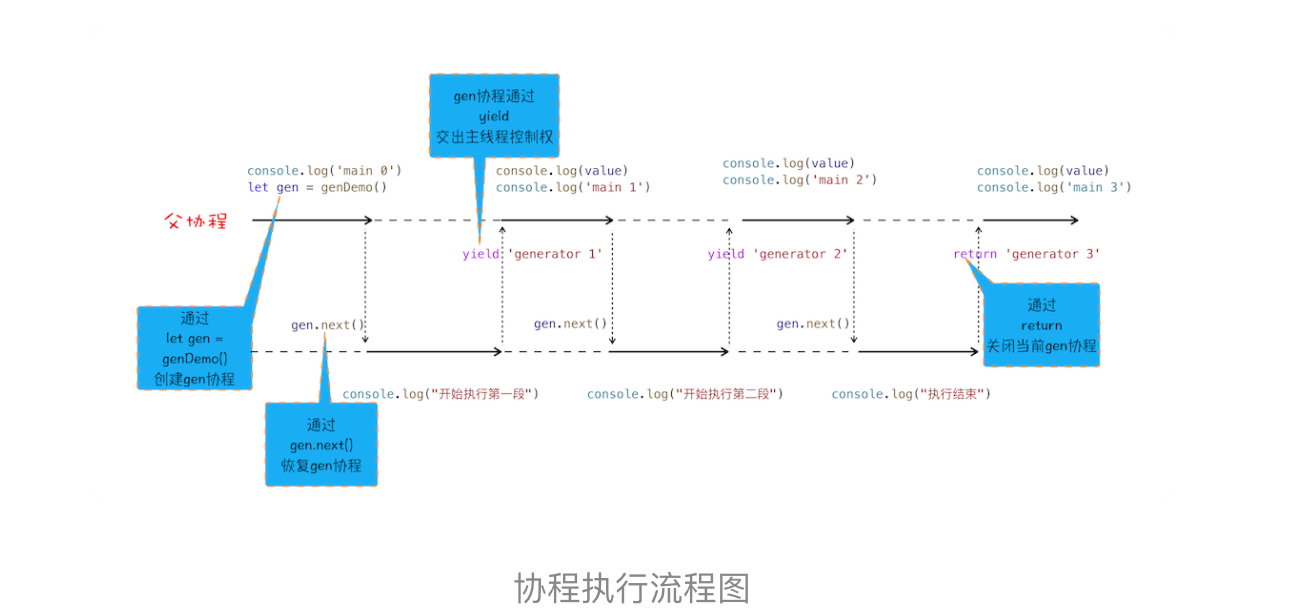 gen协程通过
yield
交出主线程控制权
console.log('main 0')
let gen = genDemo()
console.log(value)
console.log('main 1')
console.log(value)
console.log('main 2')
console.log(value)
console.log('main 3')
父协程
yield 'generator 1'
yield 'generator 2'
return 'generator 3'
通过
let gen =
genDemo()
创建gen协程
gen.next()
gen.next()
gen.next()
通过
return
关闭当前gen协程
console.log("开始执行第一段")
console.log("开始执行第二段")
console.log("执行结束")
通过
gen.next()
恢复gen协程
协程执行流程图